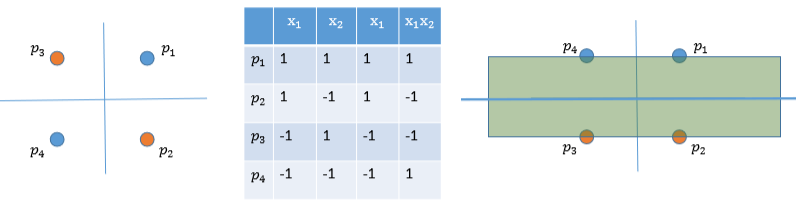 p₃ p₁
p₄ p₂
x₁ x₂ x₁ x₁x₂
p₁ 1 1 1 1
p₂ 1 -1 1 -1
p₃ -1 1 -1 -1
p₄ -1 -1 -1 1
p₄ p₁
p₃ p₂